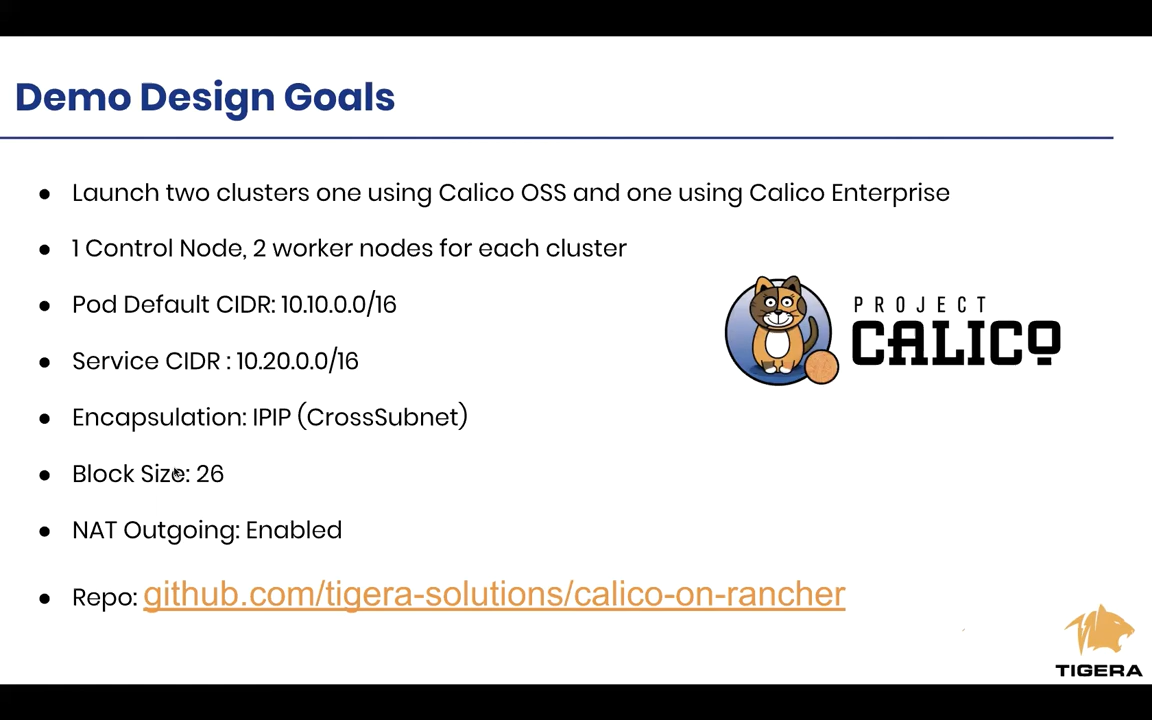 Demo Design Goals
● Launch two clusters one using Calico OSS and one using Calico Enterprise
● 1 Control Node, 2 worker nodes for each cluster
● Pod Default CIDR: 10.10.0.0/16
● Service CIDR : 10.20.0.0/16
● Encapsulation: IPIP (CrossSubnet)
● Block Size: 26
● NAT Outgoing: Enabled
● Repo: github.com/tigera-solutions/calico-on-rancher
PROJECT
CALICO
TIGERA